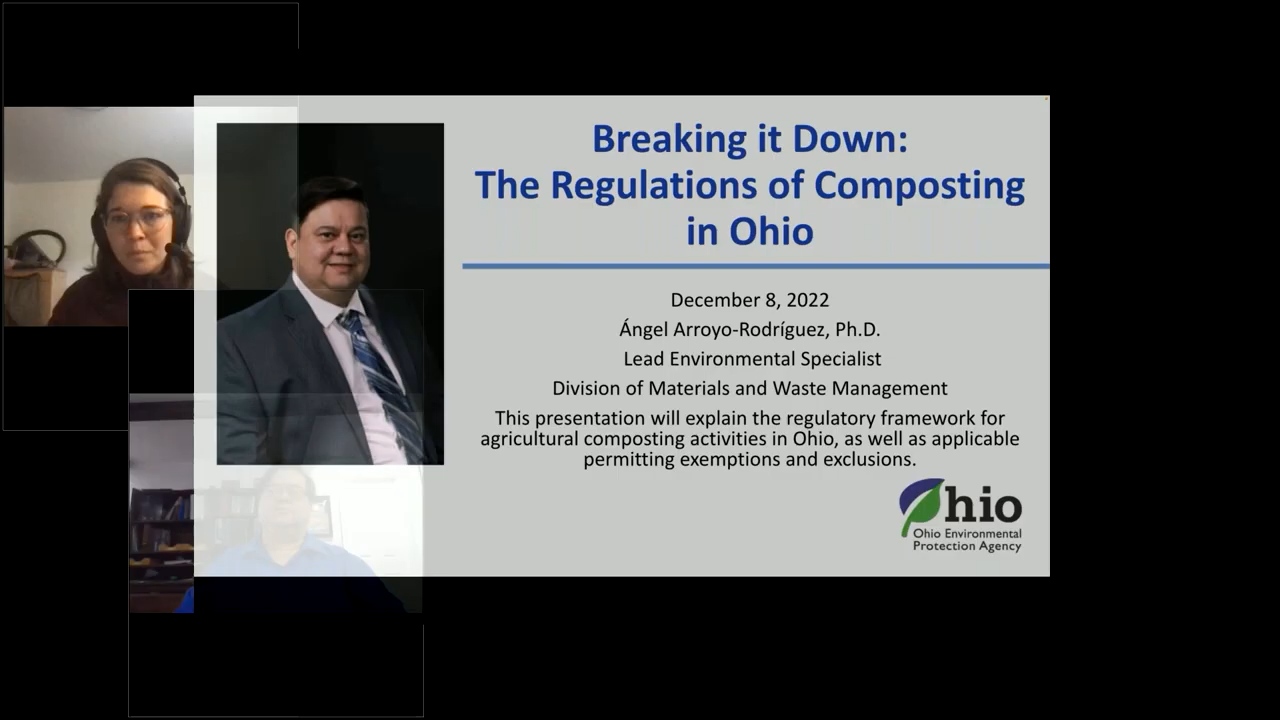 Breaking it Down:
The Regulations of Composting
in Ohio
December 8, 2022
Ángel Arroyo-Rodríguez, Ph.D.
Lead Environmental Specialist
Division of Materials and Waste Management
This presentation will explain the regulatory framework for
agricultural composting activities in Ohio, as well as applicable
permitting exemptions and exclusions.
Ohio
Ohio Environmental
Protection Agency